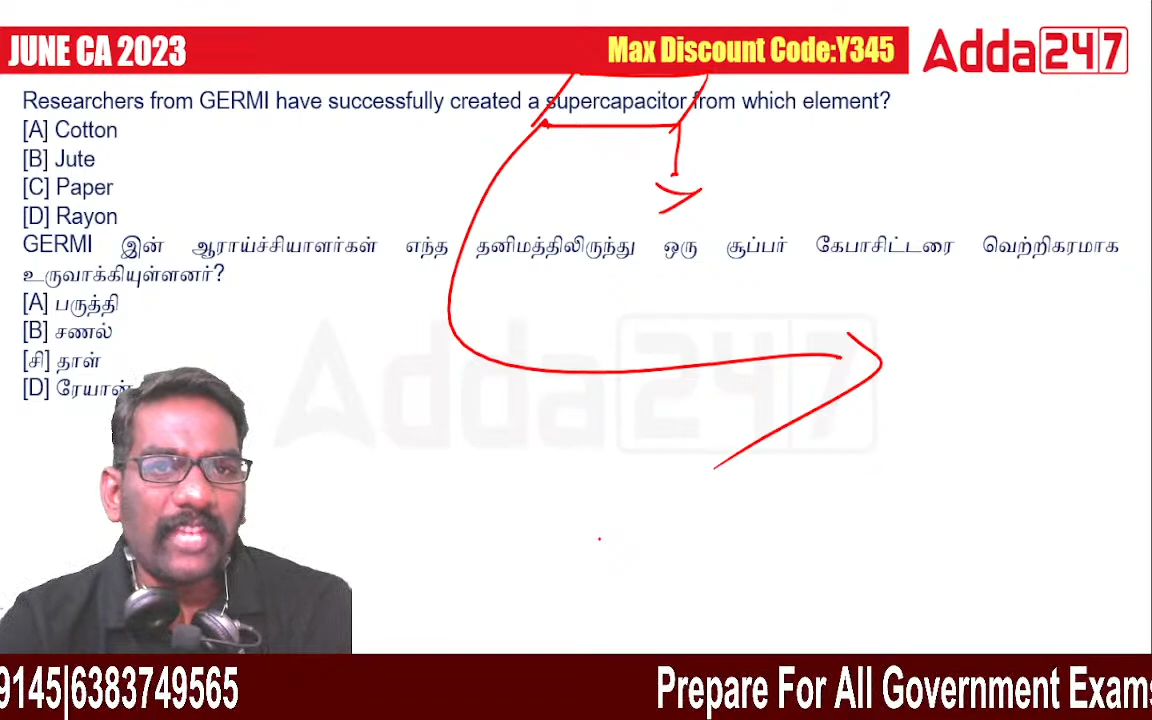 JUNE CA 2023
Max Discount Code:Y345
Adda247
Researchers from GERMI have successfully created a supercapacitor from which element?
[A] Cotton
[B] Jute
[C] Paper
[D] Rayon
GERMI இன் ஆராய்ச்சியாளர்கள் எந்த தனிமத்திலிருந்து ஒரு சூப்பர் கேபாசிட்டரை வெற்றிகரமாக
உருவாக்கியுள்ளனர்?
[A] பருத்தி
[B] சணல்
[சி] தாள்
[D] ரேயான்
Adda247
9145|6383749565
Prepare For All Government Exams